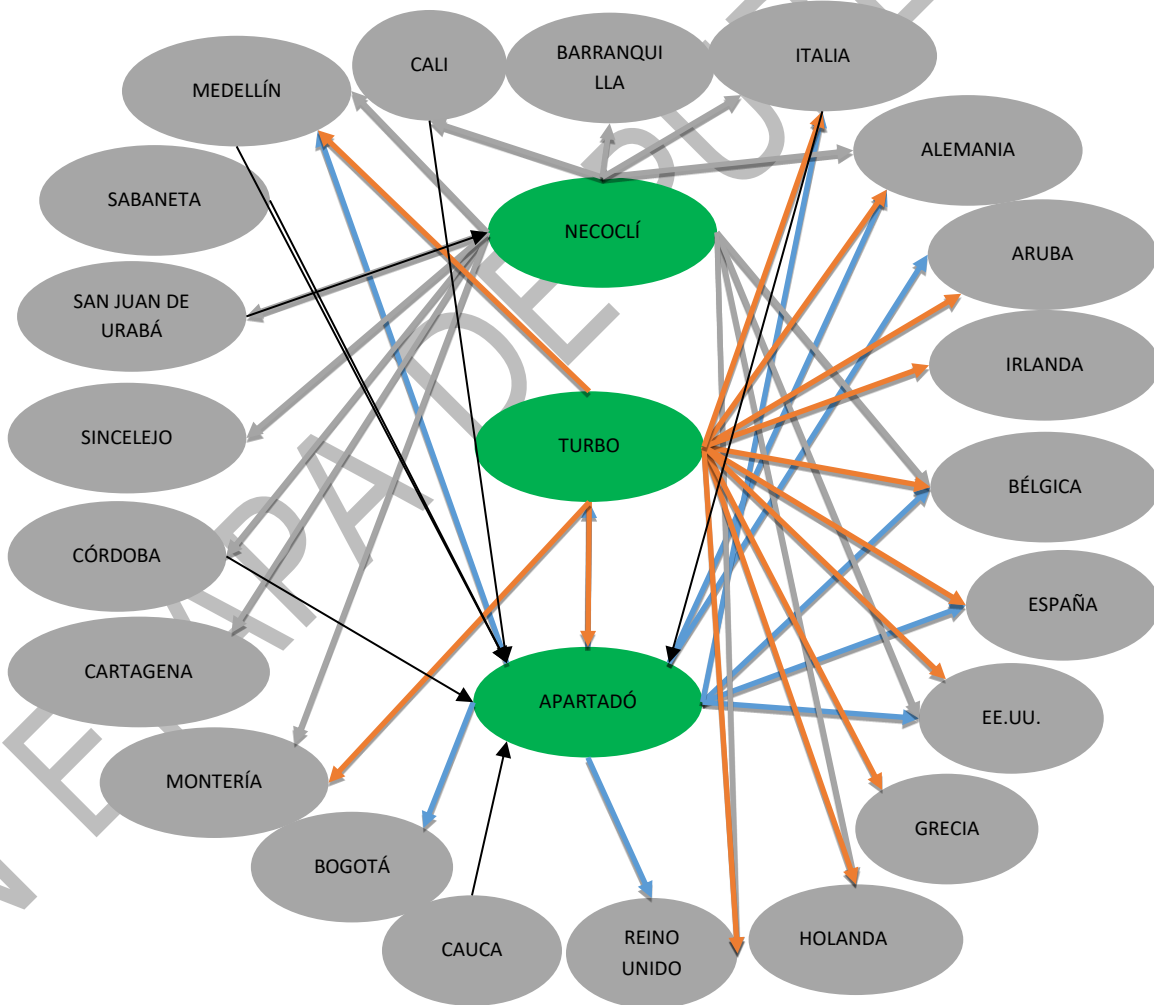 CALI
BARRANQUI
LLA
ITALIA
MEDELLÍN
ALEMANIA
SABANETA
NECOCLÍ
ARUBA
SAN JUAN DE
URABÁ
IRLANDA
SINCELEJO
TURBO
BÉLGICA
CÓRDOBA
ESPAÑA
CARTAGENA
APARTADÓ
EE.UU.
MONTERÍA
GRECIA
BOGOTÁ
CAUCA
REINO
UNIDO
HOLANDA